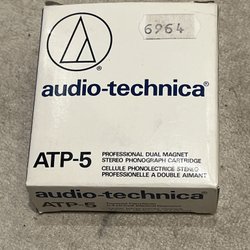 6964
audio-technica®
ATP-5
PROFESSIONAL DUAL MAGNET
STEREO PHONOGRAPH CARTRIDGE
CELLULE PHONOLECTRICE STEREO
PROFESSIONELLE A DOUBLE AIMANT
audio-technica
ATP-5